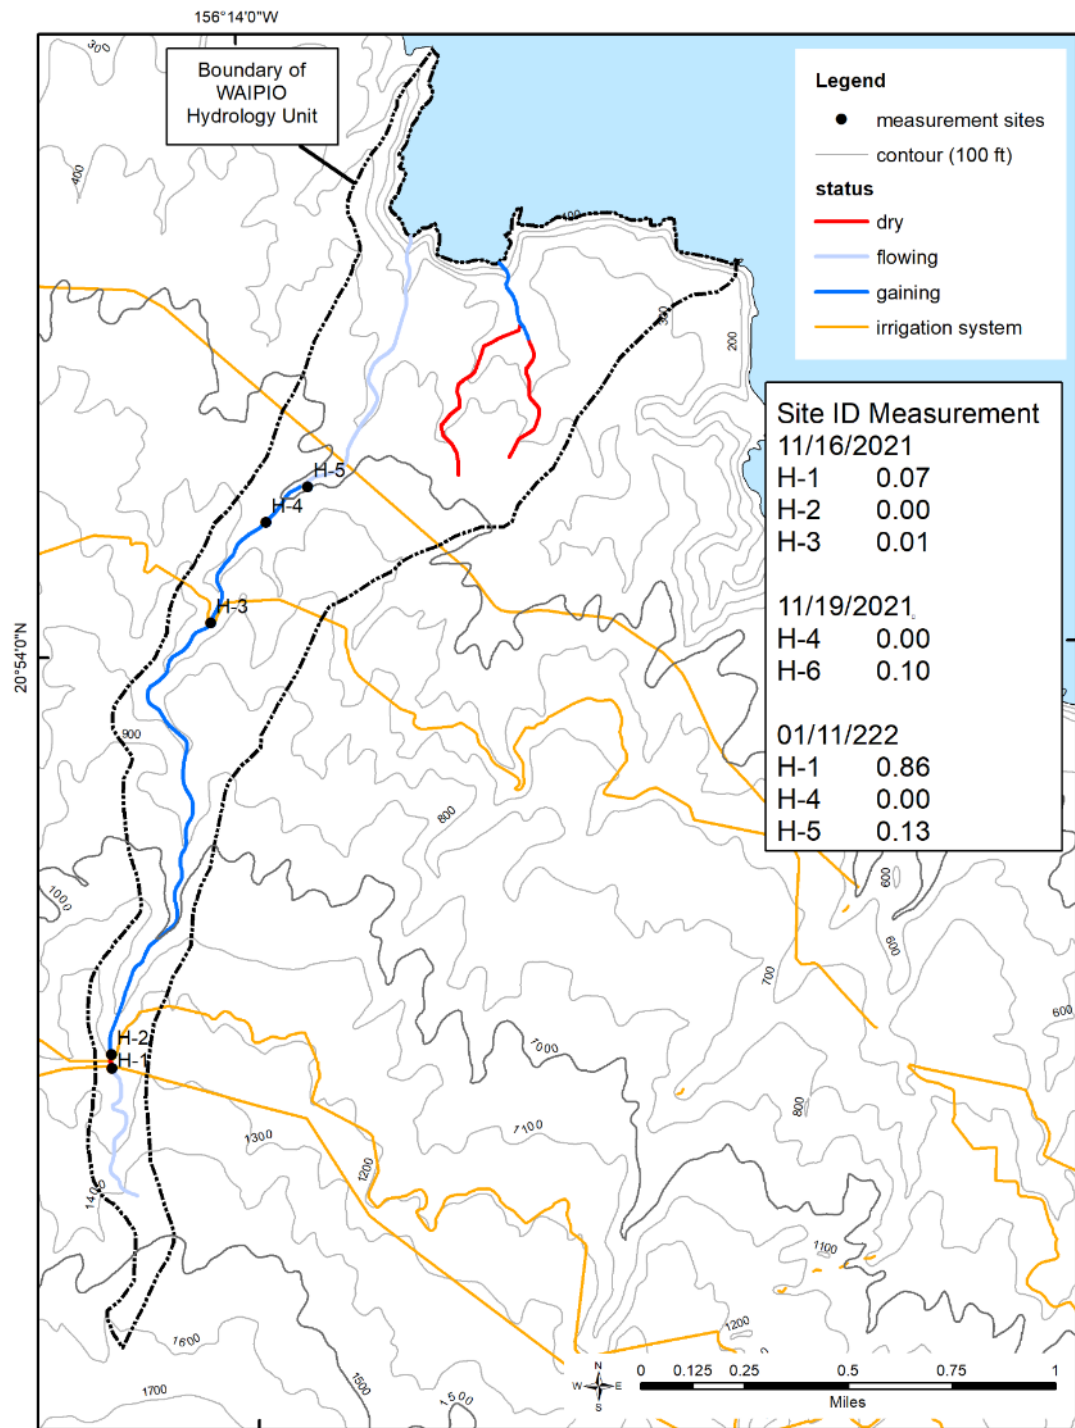 156°14'0"W
300
Boundary of
WAIPIO
Hydrology Unit
Legend
measurement sites
contour (100 ft)
status
dry
flowing
gaining
irrigation system
400
100
300
200
Site ID Measurement
11/16/2021
H-1 0.07
H-2 0.00
H-3 0.01
11/19/2021
H-4 0.00
H-6 0.10
01/11/222
H-1 0.86
H-4 0.00
H-5 0.13
H-5
H-4
H-3
20°54'0"N
900
800
1000
600
600
700
600
H-2
H-1
1000
800
1100
1300
1200
1400
1100
1200
1600
1500
1700
1500
N
W E
S
0 0.125 0.25 0.5 0.75 1
Miles